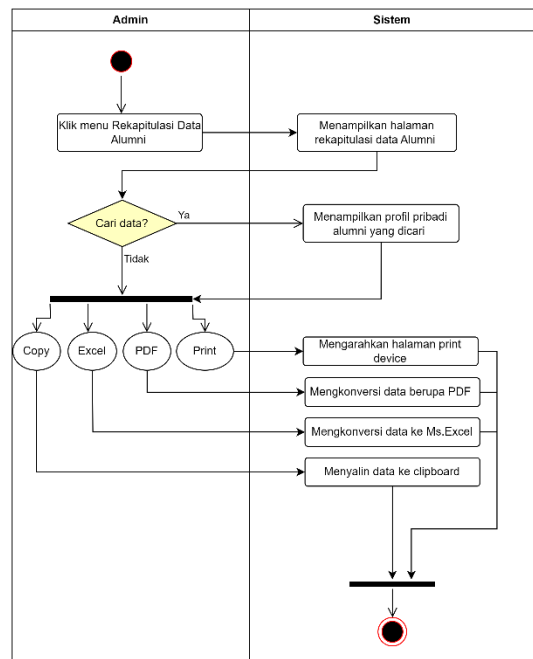 Admin
Sistem
Klik menu Rekapitulasi Data
Alumni
Menampilkan halaman
rekapitulasi data Alumni
Cari data?
Ya
Menampilkan profil pribadi
alumni yang dicari
Tidak
Copy
Excel
PDF
Print
Mengarahkan halaman print
device
Mengkonversi data berupa PDF
Mengkonversi data ke Ms.Excel
Menyalin data ke clipboard